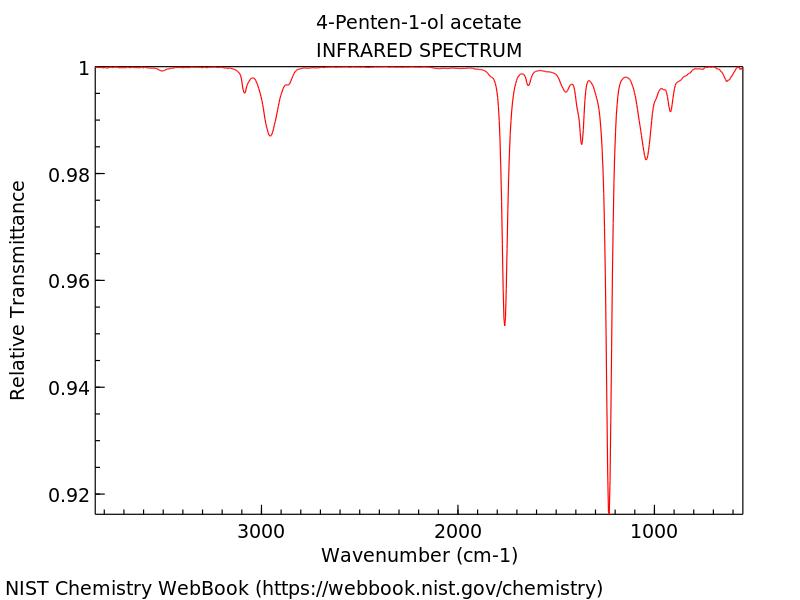 4-Penten-1-ol acetate
INFRARED SPECTRUM
1
0.98
0.96
0.94
0.92
Relative Transmittance
3000 2000 1000
Wavenumber (cm-1)
NIST Chemistry WebBook (https://webbook.nist.gov/chemistry)